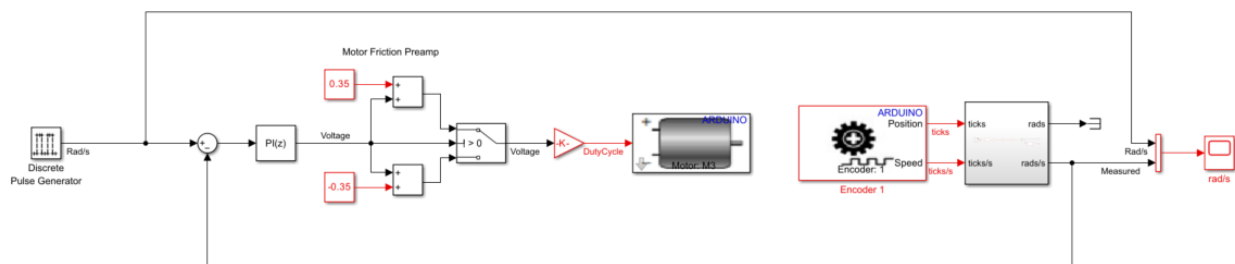 Motor Friction Preamp
0.35
+
+
Rad/s
Discrete
Pulse Generator
+
-
PI(z)
Voltage
-0.35
+
+
> 0
Voltage
-K-
DutyCycle
ARDUINO
Motor: M3
ARDUINO
Position
Speed
Encoder: 1
Encoder 1
ticks
ticks/s
ticks
ticks/s
rads
rads/s
Rad/s
Measured
rad/s